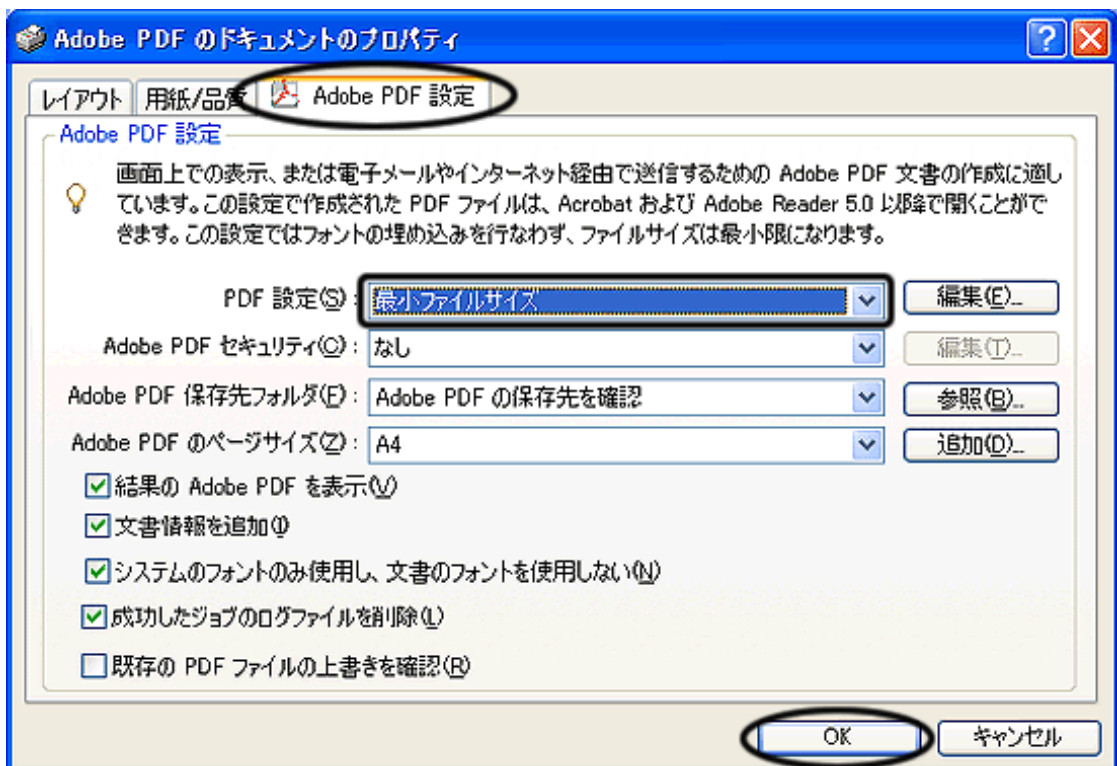 Adobe PDF のドキュメントのプロパティ
レイアウト 用紙/品質 Adobe PDF 設定
Adobe PDF 設定
画面上での表示、または電子メールやインターネット経由で送信するための Adobe PDF 文書の作成に適し
ています。この設定で作成された PDF ファイルは、Acrobat および Adobe Reader 5.0 以降で開くことがで
きます。この設定ではフォントの埋め込みを行なわず、ファイルサイズは最小限になります。
PDF 設定(S): 最小ファイルサイズ 編集(E)...
Adobe PDF セキュリティ(C): なし 編集(T)...
Adobe PDF 保存先フォルダ(F): Adobe PDF の保存先を確認 参照(B)...
Adobe PDF のページサイズ(Z): A4 追加(D)...
結果の Adobe PDF を表示(V)
文書情報を追加(I)
システムのフォントのみ使用し、文書のフォントを使用しない(N)
成功したジョブのログファイルを削除(L)
既存の PDF ファイルの上書きを確認(R)
OK キャンセル